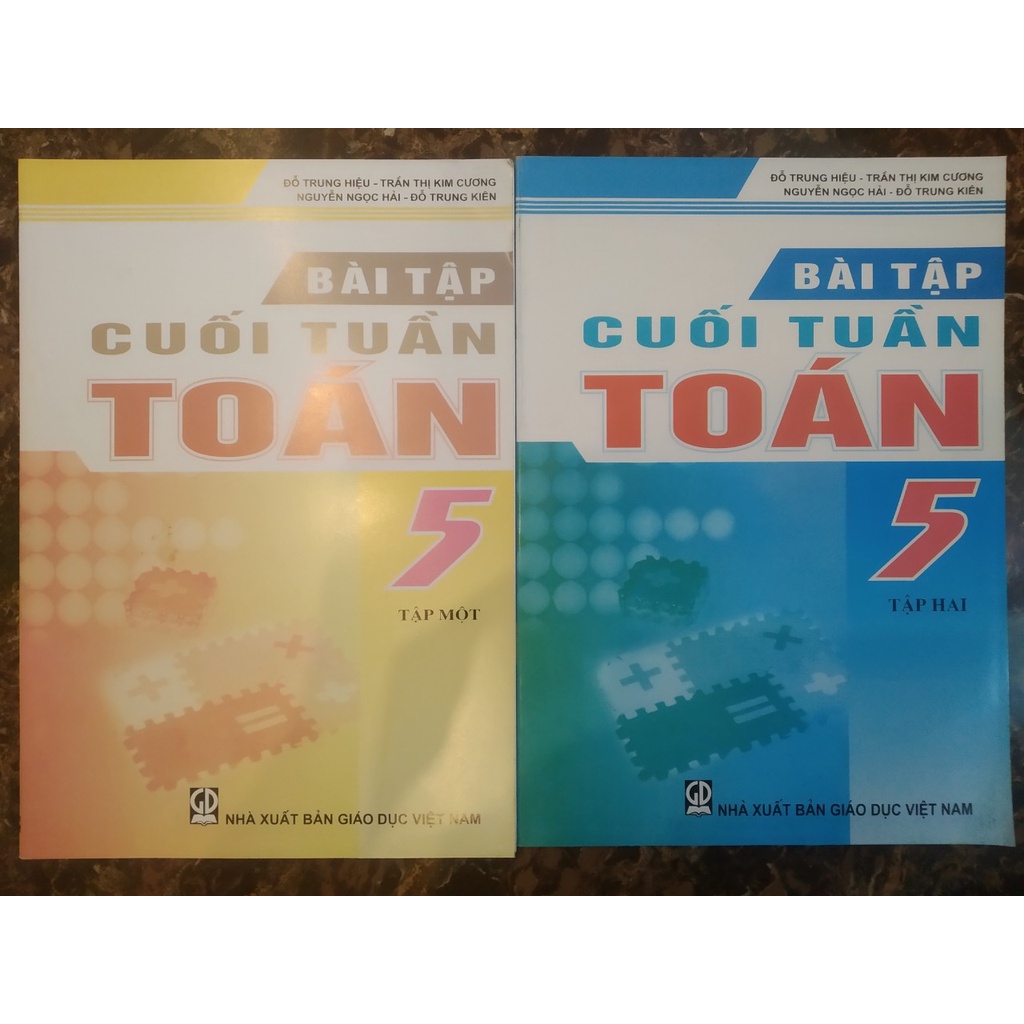 ĐỖ TRUNG HIỆU - TRẦN THỊ KIM CƯƠNG
NGUYỄN NGỌC HẢI - ĐỖ TRUNG KIÊN
BÀI TẬP
CUỐI TUẦN
TOÁN
5
TẬP MỘT
GD
NHÀ XUẤT BẢN GIÁO DỤC VIỆT NAM
ĐỖ TRUNG HIỆU - TRẦN THỊ KIM CƯƠNG
NGUYỄN NGỌC HẢI - ĐỖ TRUNG KIÊN
BÀI TẬP
CUỐI TUẦN
TOÁN
5
TẬP HAI
GD
NHÀ XUẤT BẢN GIÁO DỤC VIỆT NAM